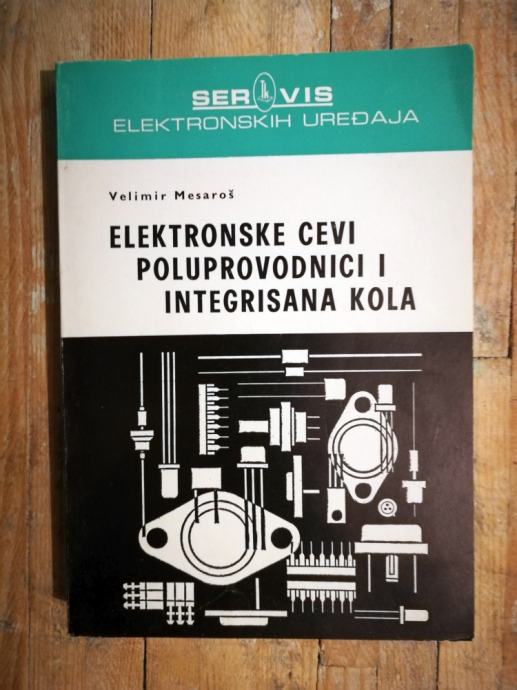 SERVIS
ELEKTRONSKIH UREĐAJA
Velimir Mesaroš
ELEKTRONSKE CEVI
POLUPROVODNICI I
INTEGRISANA KOLA